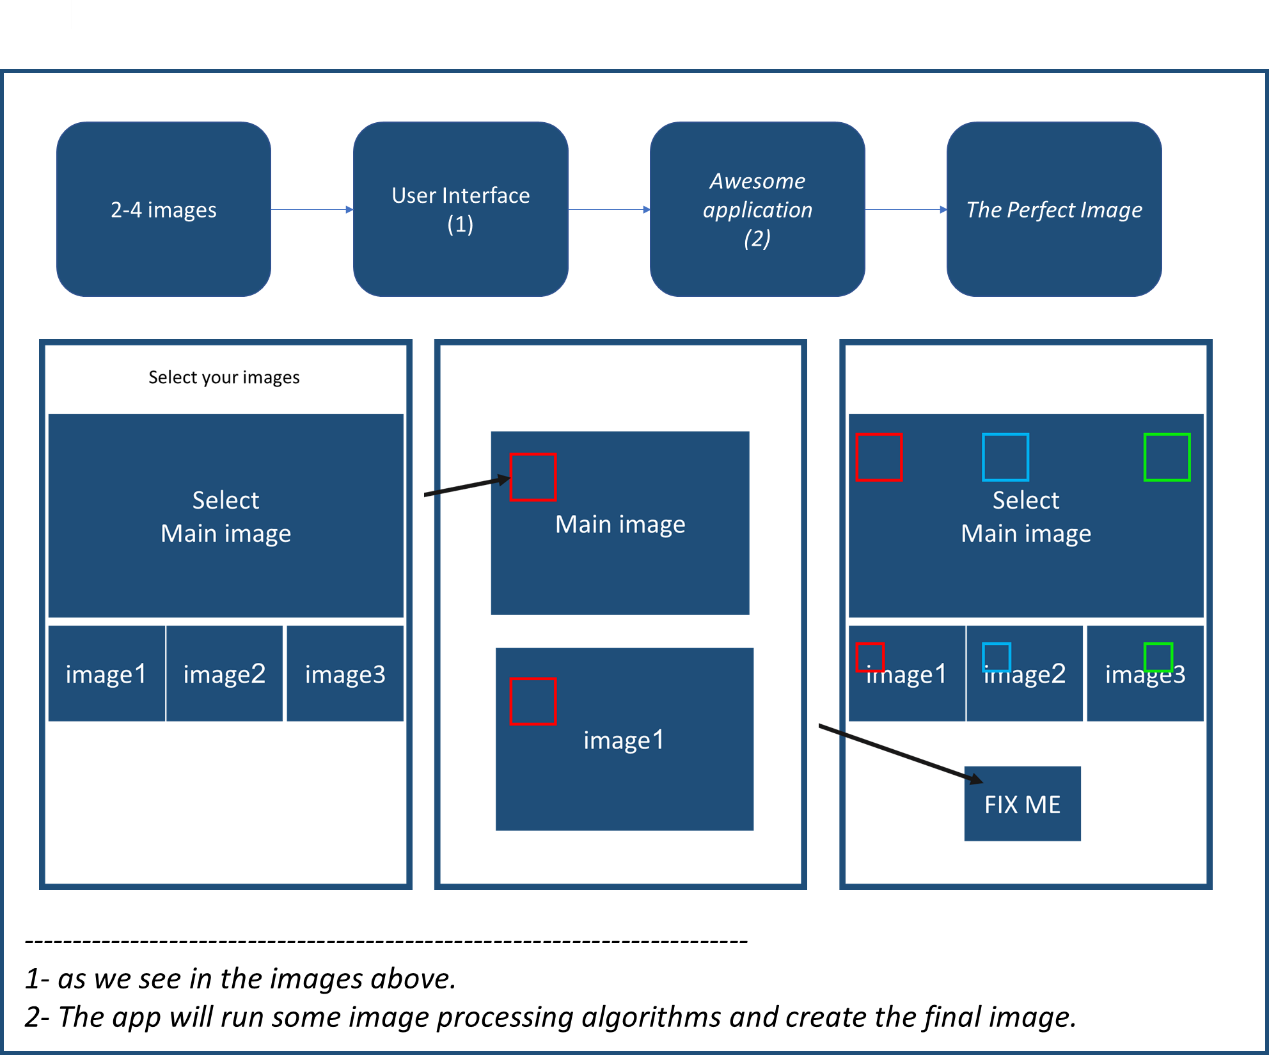 2-4 images
User Interface
(1)
Awesome
application
(2)
The Perfect Image
Select your images
Select
Main image
image1
image2
image3
Main image
image1
Select
Main image
image1
image2
image3
FIX ME
---------------------------------------------------------------------------
1- as we see in the images above.
2- The app will run some image processing algorithms and create the final image.